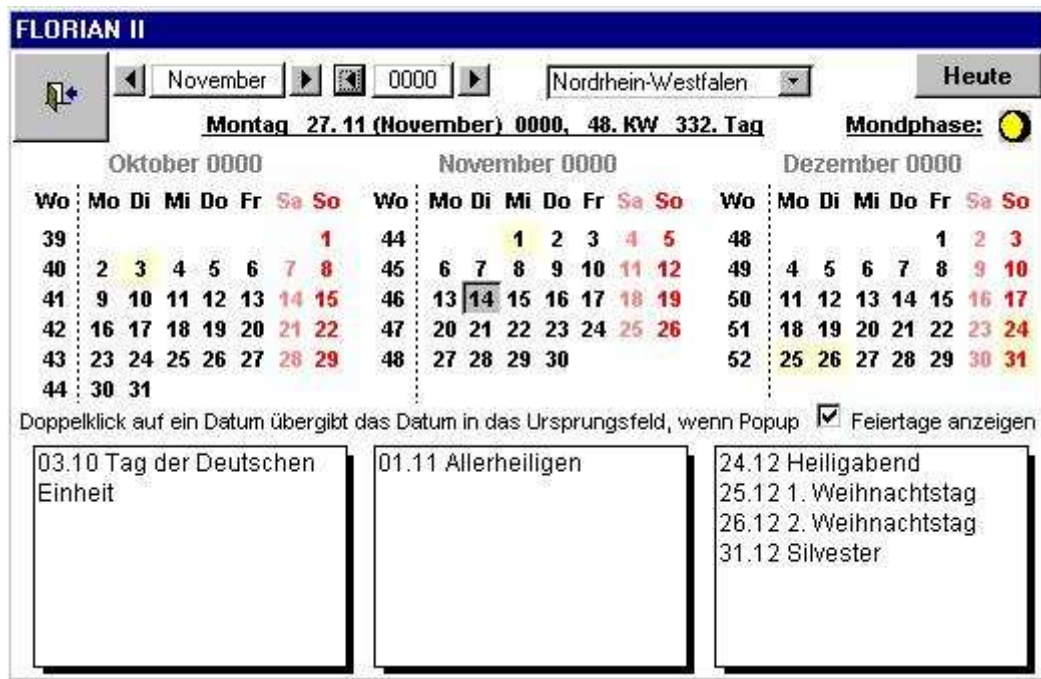 FLORIAN II
November 0000 Nordrhein-Westfalen Heute
Montag 27. 11 (November) 0000, 48. KW 332. Tag Mondphase:
Oktober 0000 November 0000 Dezember 0000
Wo Mo Di Mi Do Fr Sa So Wo Mo Di Mi Do Fr Sa So Wo Mo Di Mi Do Fr Sa So
39 1 44 1 2 3 4 5 48 1 2 3
40 2 3 4 5 6 7 8 45 6 7 8 9 10 11 12 49 4 5 6 7 8 9 10
41 9 10 11 12 13 14 15 46 13 14 15 16 17 18 19 50 11 12 13 14 15 16 17
42 16 17 18 19 20 21 22 47 20 21 22 23 24 25 26 51 18 19 20 21 22 23 24
43 23 24 25 26 27 28 29 48 27 28 29 30 52 25 26 27 28 29 30 31
44 30 31
Doppelklick auf ein Datum übergibt das Datum in das Ursprungsfeld, wenn Popup Feiertage anzeigen
03.10 Tag der Deutschen
Einheit
01.11 Allerheiligen
24.12 Heiligabend
25.12 1. Weihnachtstag
26.12 2. Weihnachtstag
31.12 Silvester